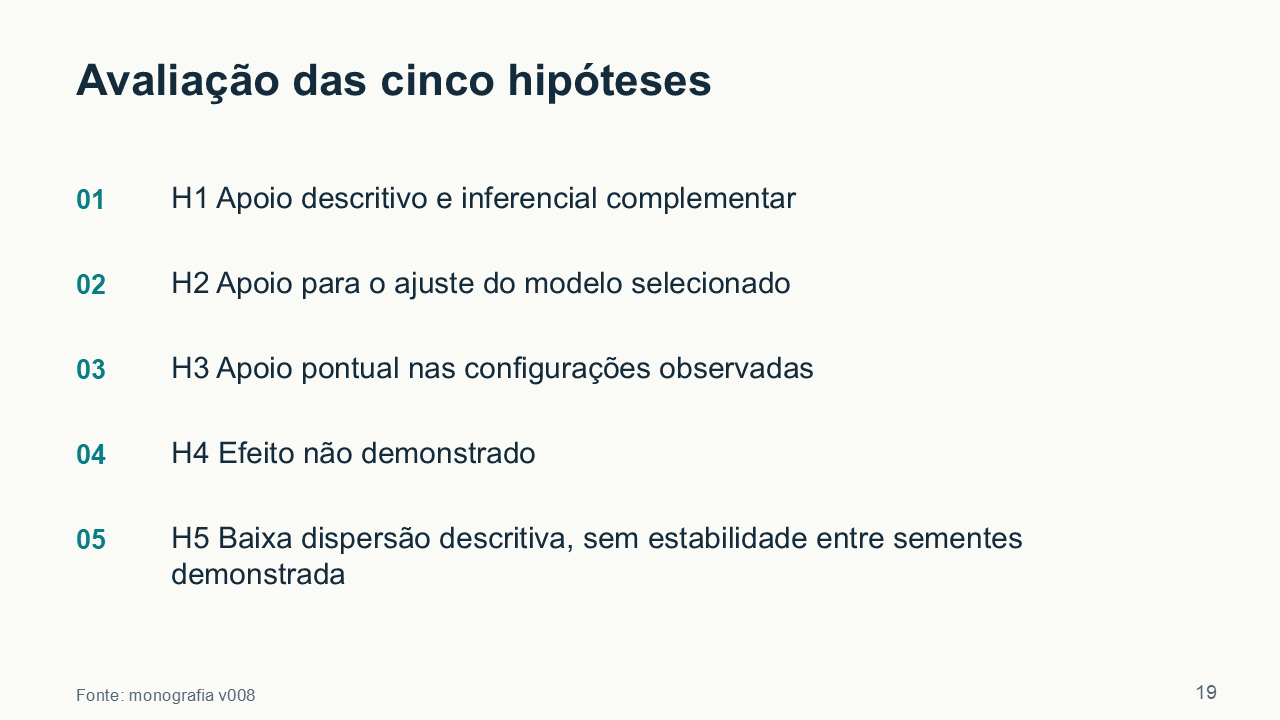 Avaliação das cinco hipóteses
01 H1 Apoio descritivo e inferencial complementar
02 H2 Apoio para o ajuste do modelo selecionado
03 H3 Apoio pontual nas configurações observadas
04 H4 Efeito não demonstrado
05 H5 Baixa dispersão descritiva, sem estabilidade entre sementes
demonstrada
Fonte: monografia v008
19